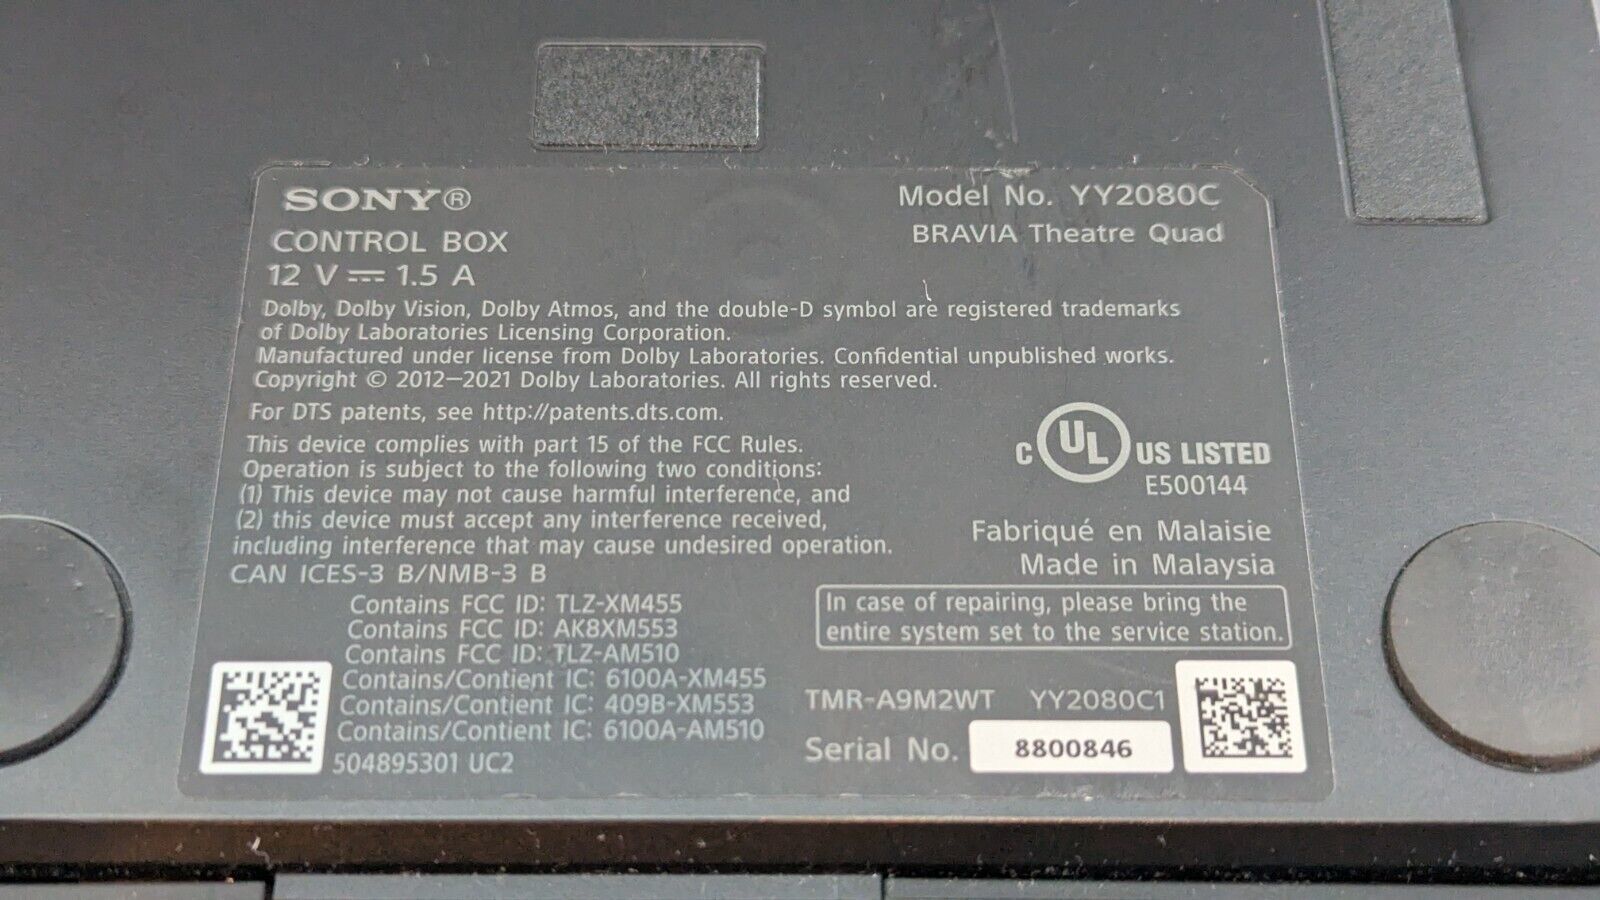 SONY®
CONTROL BOX
12 V ⎓ 1.5 A
Model No. YY2080C
BRAVIA Theatre Quad
Dolby, Dolby Vision, Dolby Atmos, and the double-D symbol are registered trademarks
of Dolby Laboratories Licensing Corporation.
Manufactured under license from Dolby Laboratories. Confidential unpublished works.
Copyright © 2012—2021 Dolby Laboratories. All rights reserved.
For DTS patents, see http://patents.dts.com.
This device complies with part 15 of the FCC Rules.
Operation is subject to the following two conditions:
(1) This device may not cause harmful interference, and
(2) this device must accept any interference received,
including interference that may cause undesired operation.
CAN ICES-3 B/NMB-3 B
C UL US LISTED
E500144
Fabriqué en Malaisie
Made in Malaysia
Contains FCC ID: TLZ-XM455
Contains FCC ID: AK8XM553
Contains FCC ID: TLZ-AM510
Contains/Contient IC: 6100A-XM455
Contains/Contient IC: 409B-XM553
Contains/Contient IC: 6100A-AM510
504895301 UC2
In case of repairing, please bring the
entire system set to the service station.
TMR-A9M2WT YY2080C1
Serial No. 8800846